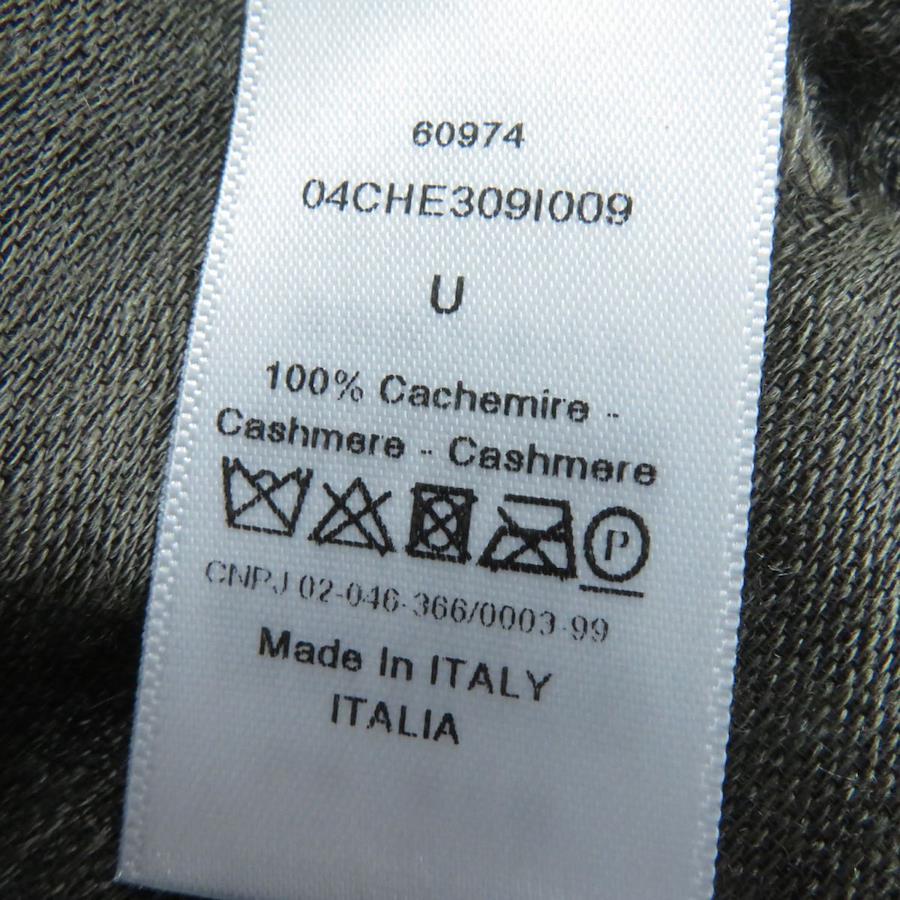 60974
04CHE309I009
U
100% Cachemire -
Cashmere - Cashmere
P
CNPJ 02-046-366/0003-99
Made In ITALY
ITALIA